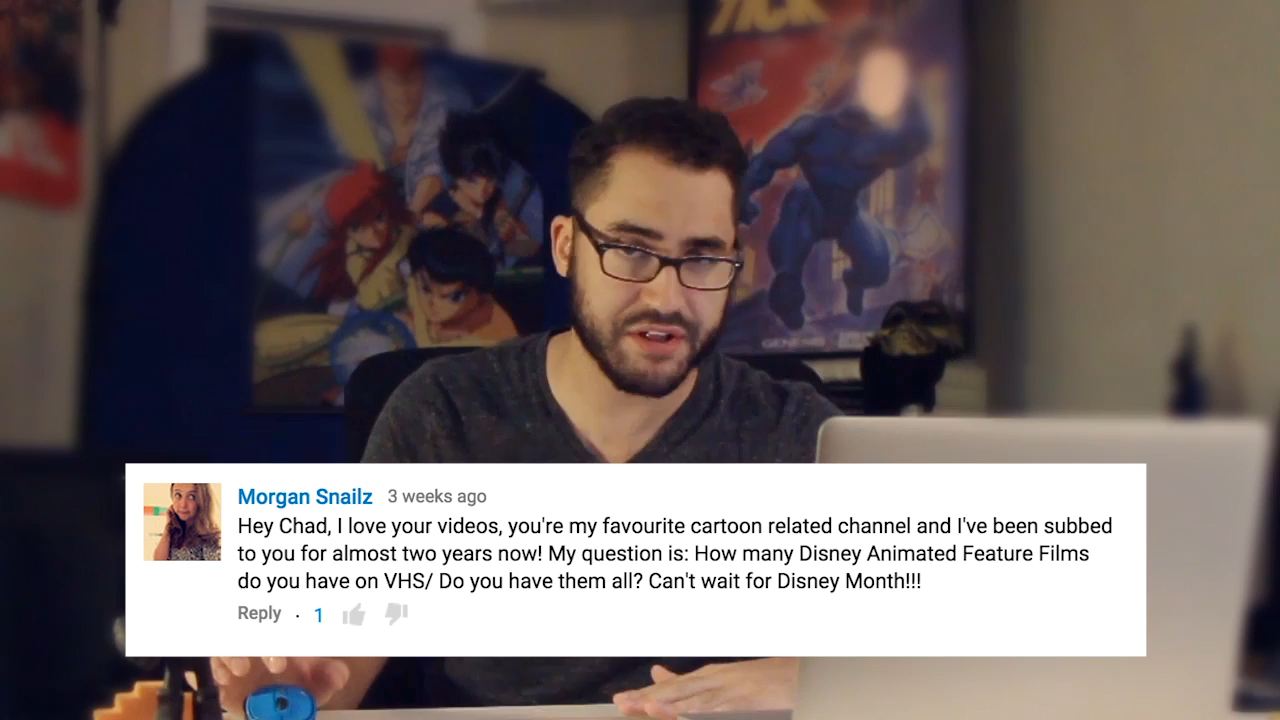 TICK
GENESIS
Morgan Snailz 3 weeks ago
Hey Chad, I love your videos, you're my favourite cartoon related channel and I've been subbed
to you for almost two years now! My question is: How many Disney Animated Feature Films
do you have on VHS/ Do you have them all? Can't wait for Disney Month!!!
Reply · 1